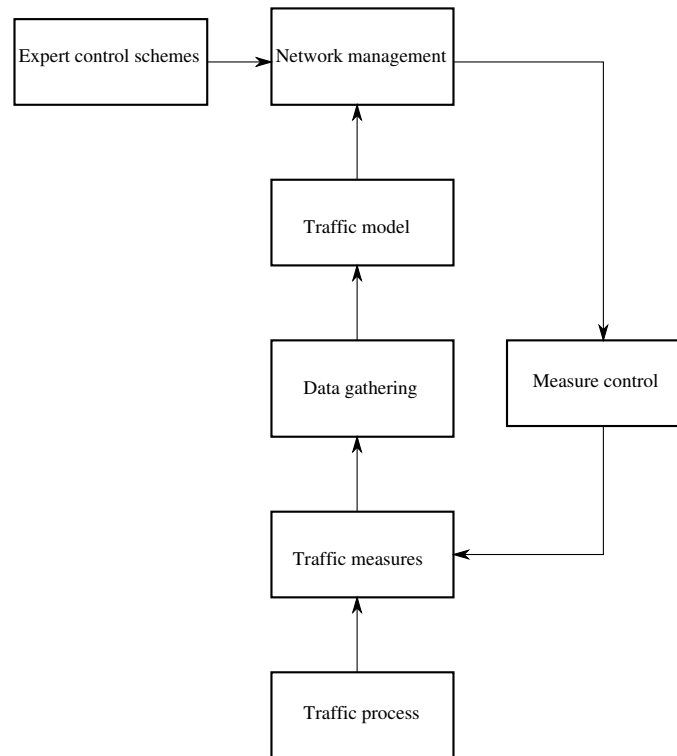 Expert control schemes
Network management
Traffic model
Data gathering
Measure control
Traffic measures
Traffic process